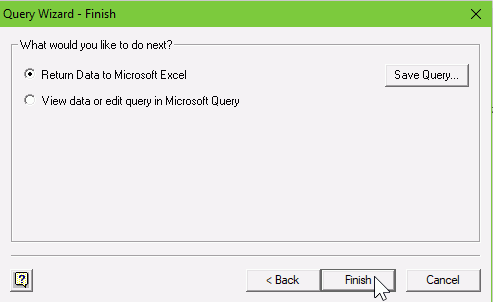 Query Wizard - Finish
What would you like to do next?
Return Data to Microsoft Excel
Save Query...
View data or edit query in Microsoft Query
?
< Back
Finish
Cancel